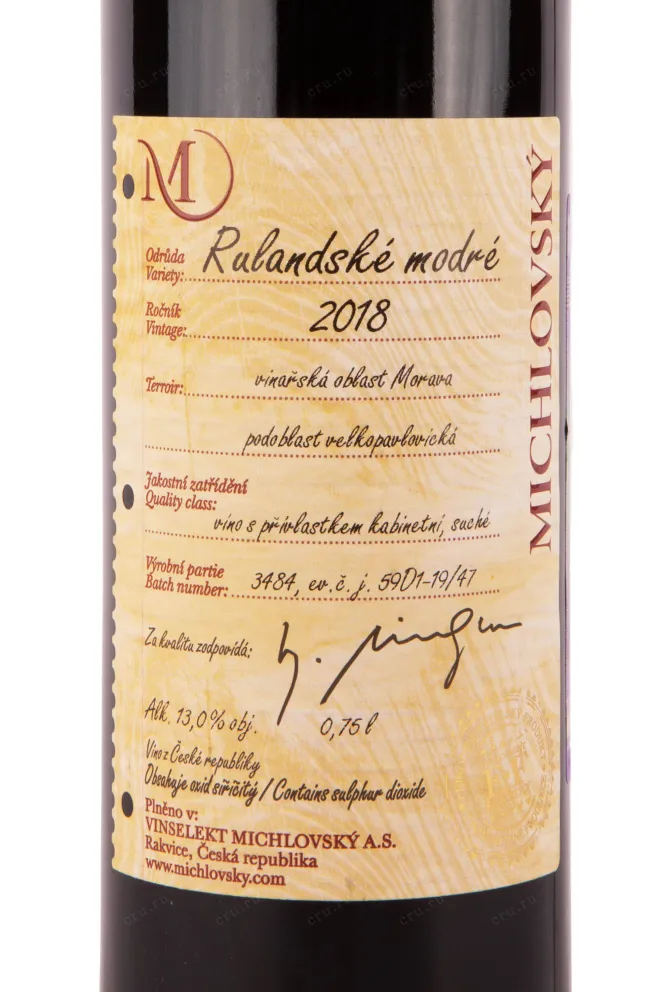 M
MICHLOVSKÝ
Odrůda
Variety:
Rulandské modré
Ročník
Vintage:
2018
Terroir:
vinařská oblast Morava
podoblast velkopavlovická
Jakostní zatřídění
Quality class:
víno s přívlastkem kabinetní, suché
Výrobní partie
Batch number:
3484, ev.č.j. 59D1-19/47
Za kvalitu zodpovídá:
Alk. 13,0% obj.
0,75 l
Víno z České republiky
Obsahuje oxid siřičitý / Contains sulphur dioxide
Plněno v:
VINSELEKT MICHLOVSKÝ A.S.
Rakvice, Česká republika
www.michlovsky.com
cru.ru